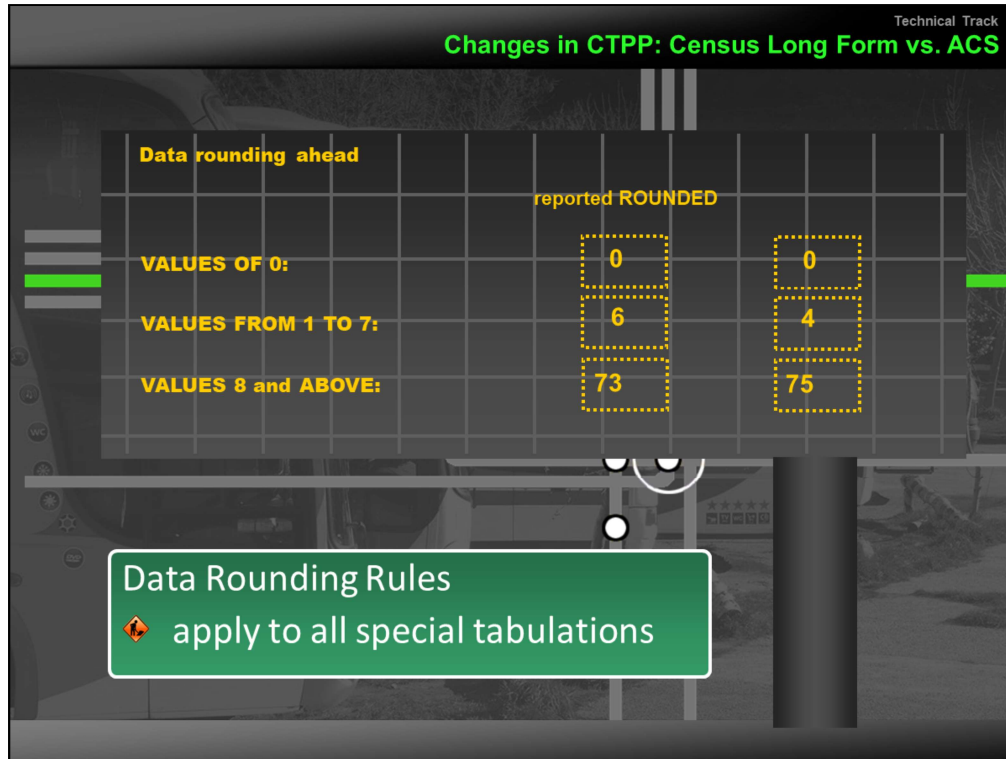 Technical Track
Changes in CTPP: Census Long Form vs. ACS
Data rounding ahead
reported ROUNDED
VALUES OF 0: 0 0
VALUES FROM 1 TO 7: 6 4
VALUES 8 and ABOVE: 73 75
WC
Data Rounding Rules
apply to all special tabulations